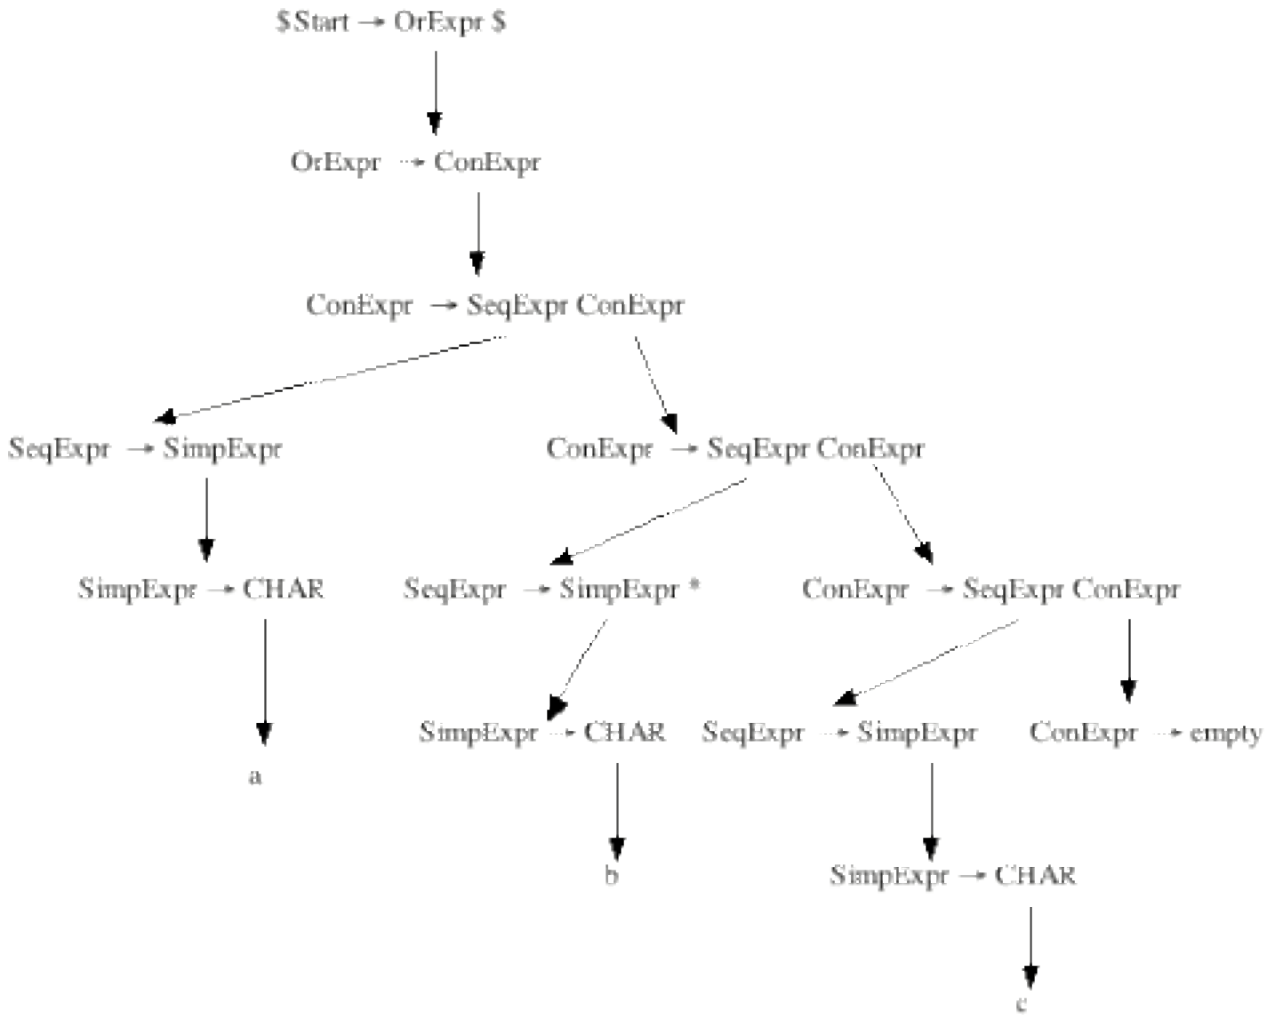 $Start → OrExpr $
OrExpr → ConExpr
ConExpr → SeqExpr ConExpr
SeqExpr → SimpExpr ConExpr → SeqExpr ConExpr
SimpExpr → CHAR SeqExpr → SimpExpr * ConExpr → SeqExpr ConExpr
SimpExpr → CHAR SeqExpr → SimpExpr ConExpr → empty
a
b
SimpExpr → CHAR
c